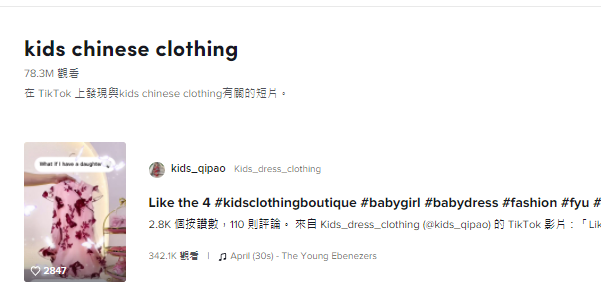 kids chinese clothing
78.3M 觀看
在 TikTok 上發現與kids chinese clothing有關的短片。
What if I have a daughter
kids_qipao Kids_dress_clothing
Like the 4 #kidsclothingboutique #babygirl #babydress #fashion #fyu #
2.8K 個按讚數，110 則評論。 來自 Kids_dress_clothing (@kids_qipao) 的 TikTok 影片：「Lik
342.1K 觀看 | ♫ April (30s) - The Young Ebenezers
2847